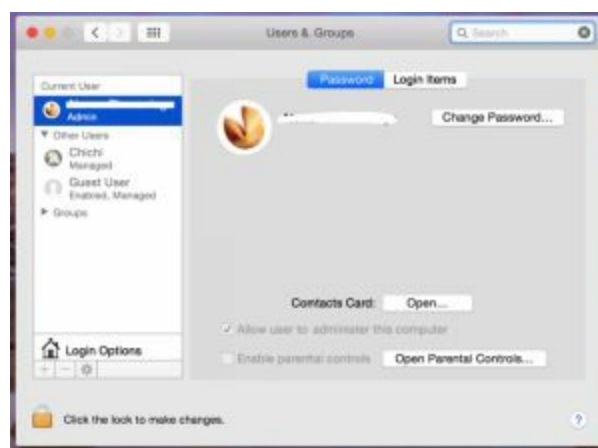 Users & Groups
Search
Password
Login Items
Current User
Admin
Change Password...
Other Users
Chichi
Managed
Guest User
Enabled, Managed
Groups
Contacts Card:
Open...
Allow user to administer this computer
Enable parental controls
Open Parental Controls...
Login Options
Click the lock to make changes.